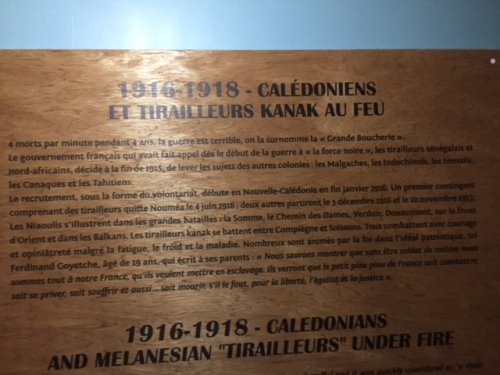 1916-1918 - CALÉDONIENS
ET TIRAILLEURS KANAK AU FEU
4 morts par minute pendant 4 ans, la guerre est terrible, on la surnomme la « Grande Boucherie ».
Le gouvernement français qui avait fait appel dès le début de la guerre à « la force noire », les tirailleurs sénégalais et
nord-africains, décide à la fin de 1915, de lever les sujets des autres colonies : les Malgaches, les Indochinois, les Somalis,
les Canaques et les Tahitiens.
Le recrutement, sous la forme du volontariat, débute en Nouvelle-Calédonie en fin janvier 1916. Un premier contingent
comprenant des tirailleurs quitte Nouméa le 4 juin 1916 ; deux autres partiront le 3 décembre 1916 et le 10 novembre 1917.
Les Niaoulis s'illustrent dans les grandes batailles : la Somme, le Chemin des Dames, Verdun, Douaumont, sur le front
d'Orient et dans les Balkans. Les tirailleurs kanak se battent entre Compiègne et Soissons. Tous combattent avec courage
et opiniâtreté malgré la fatigue, le froid et la maladie. Nombreux sont animés par la foi dans l'idéal patriotique, tel
Ferdinand Goyetche, âgé de 19 ans, qui écrit à ses parents : « Nous saurons montrer que sans être soldat de métier, nous
sommes tout à notre France, qu'ils veulent mettre en esclavage. Ils verront que le petit piou piou de France sait combattre,
sait se priver, sait souffrir et aussi... sait mourir, s'il le faut, pour la liberté, l'égalité et la justice ».
1916-1918 - CALEDONIANS
AND MELANESIAN "TIRAILLEURS" UNDER FIRE